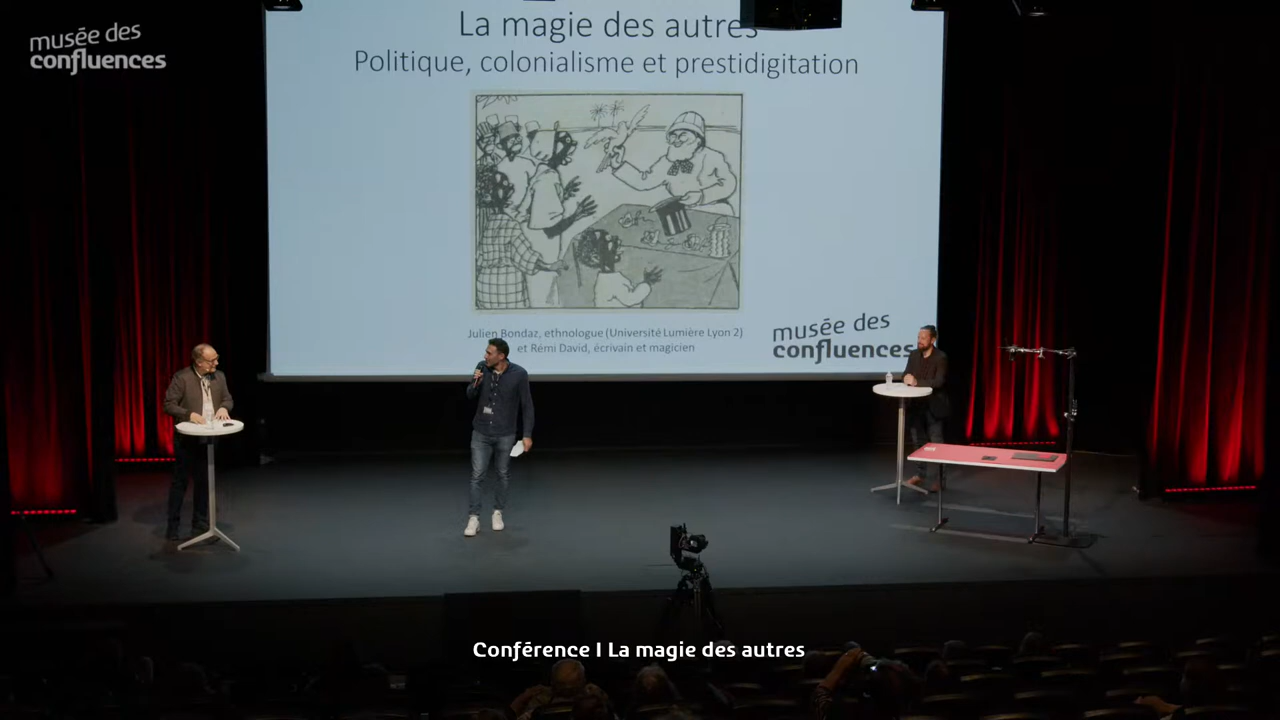 musée des
confluences
La magie des autres
Politique, colonialisme et prestidigitation
Julien Bondaz, ethnologue (Université Lumière Lyon 2)
et Rémi David, écrivain et magicien
musée des
confluences
Conférence I La magie des autres